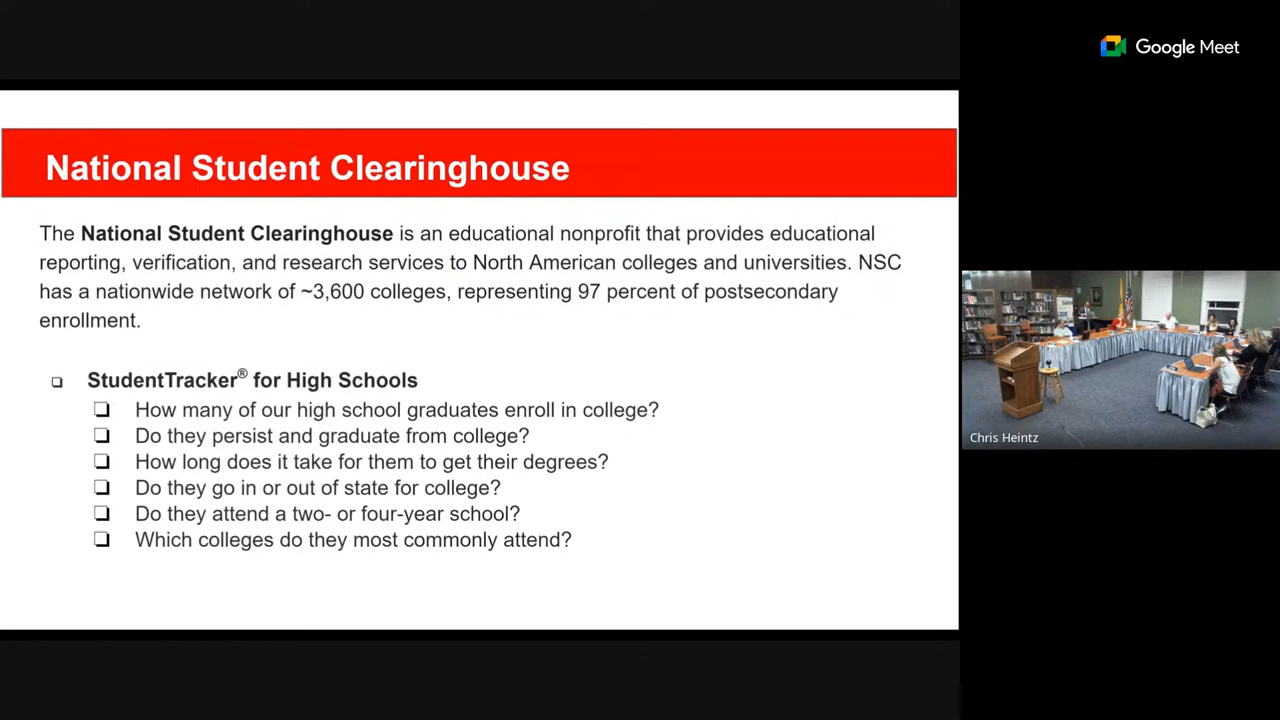 Google Meet
National Student Clearinghouse
The National Student Clearinghouse is an educational nonprofit that provides educational
reporting, verification, and research services to North American colleges and universities. NSC
has a nationwide network of ~3,600 colleges, representing 97 percent of postsecondary
enrollment.
StudentTracker® for High Schools
How many of our high school graduates enroll in college?
Do they persist and graduate from college?
How long does it take for them to get their degrees?
Do they go in or out of state for college?
Do they attend a two- or four-year school?
Which colleges do they most commonly attend?
Chris Heintz